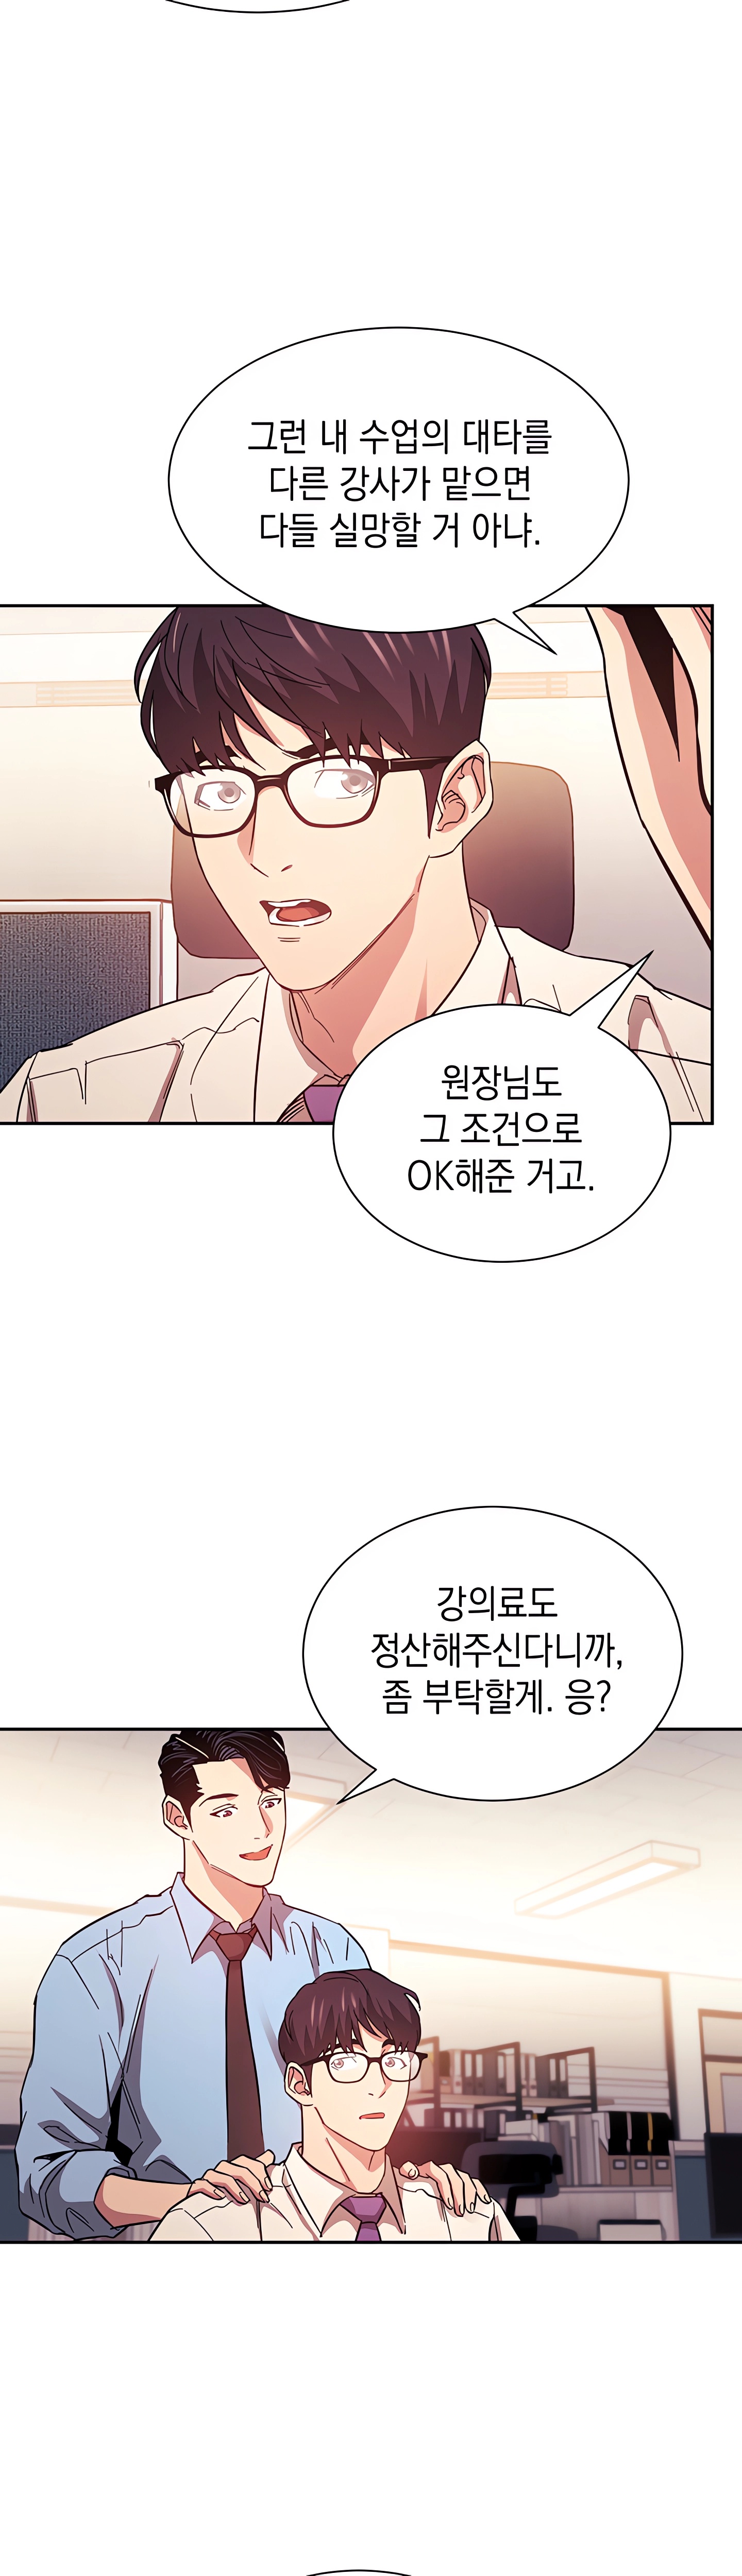 그런 내 수업의 대타를
다른 강사가 맡으면
다들 실망할 거 아냐.
원장님도
그 조건으로
OK해준 거고.
강의료도
정산해주신다니까,
좀 부탁할게. 응?